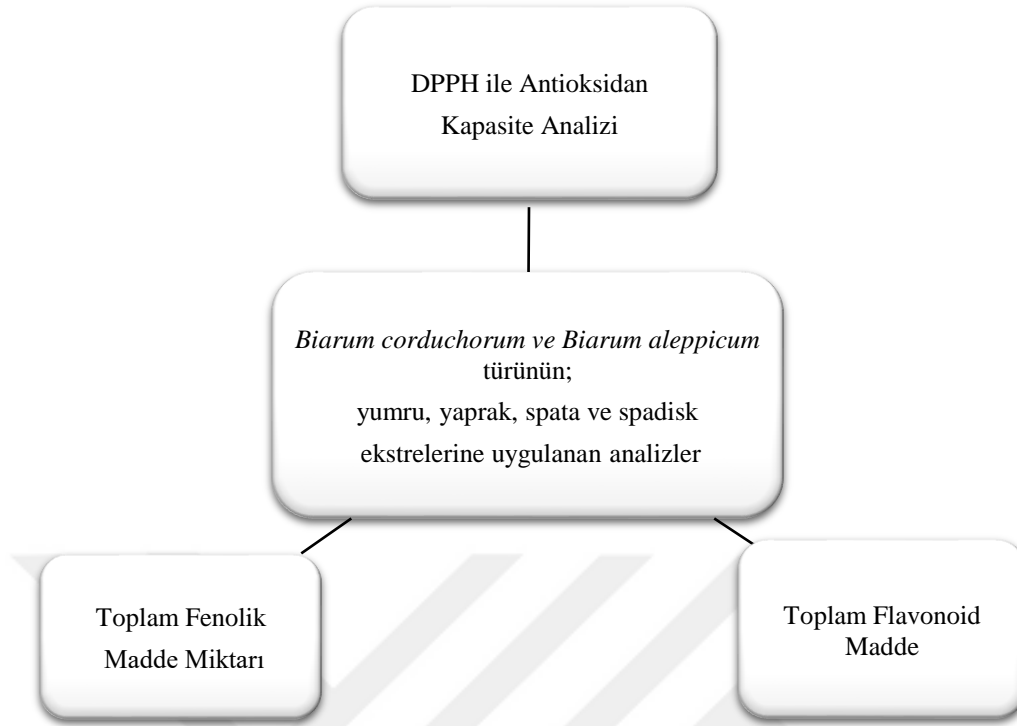 DPPH ile Antioksidan
Kapasite Analizi
Biarum corduchorum ve Biarum aleppicum
türünün;
yumru, yaprak, spata ve spadisk
ekstrelerine uygulanan analizler
Toplam Fenolik
Madde Miktarı
Toplam Flavonoid
Madde